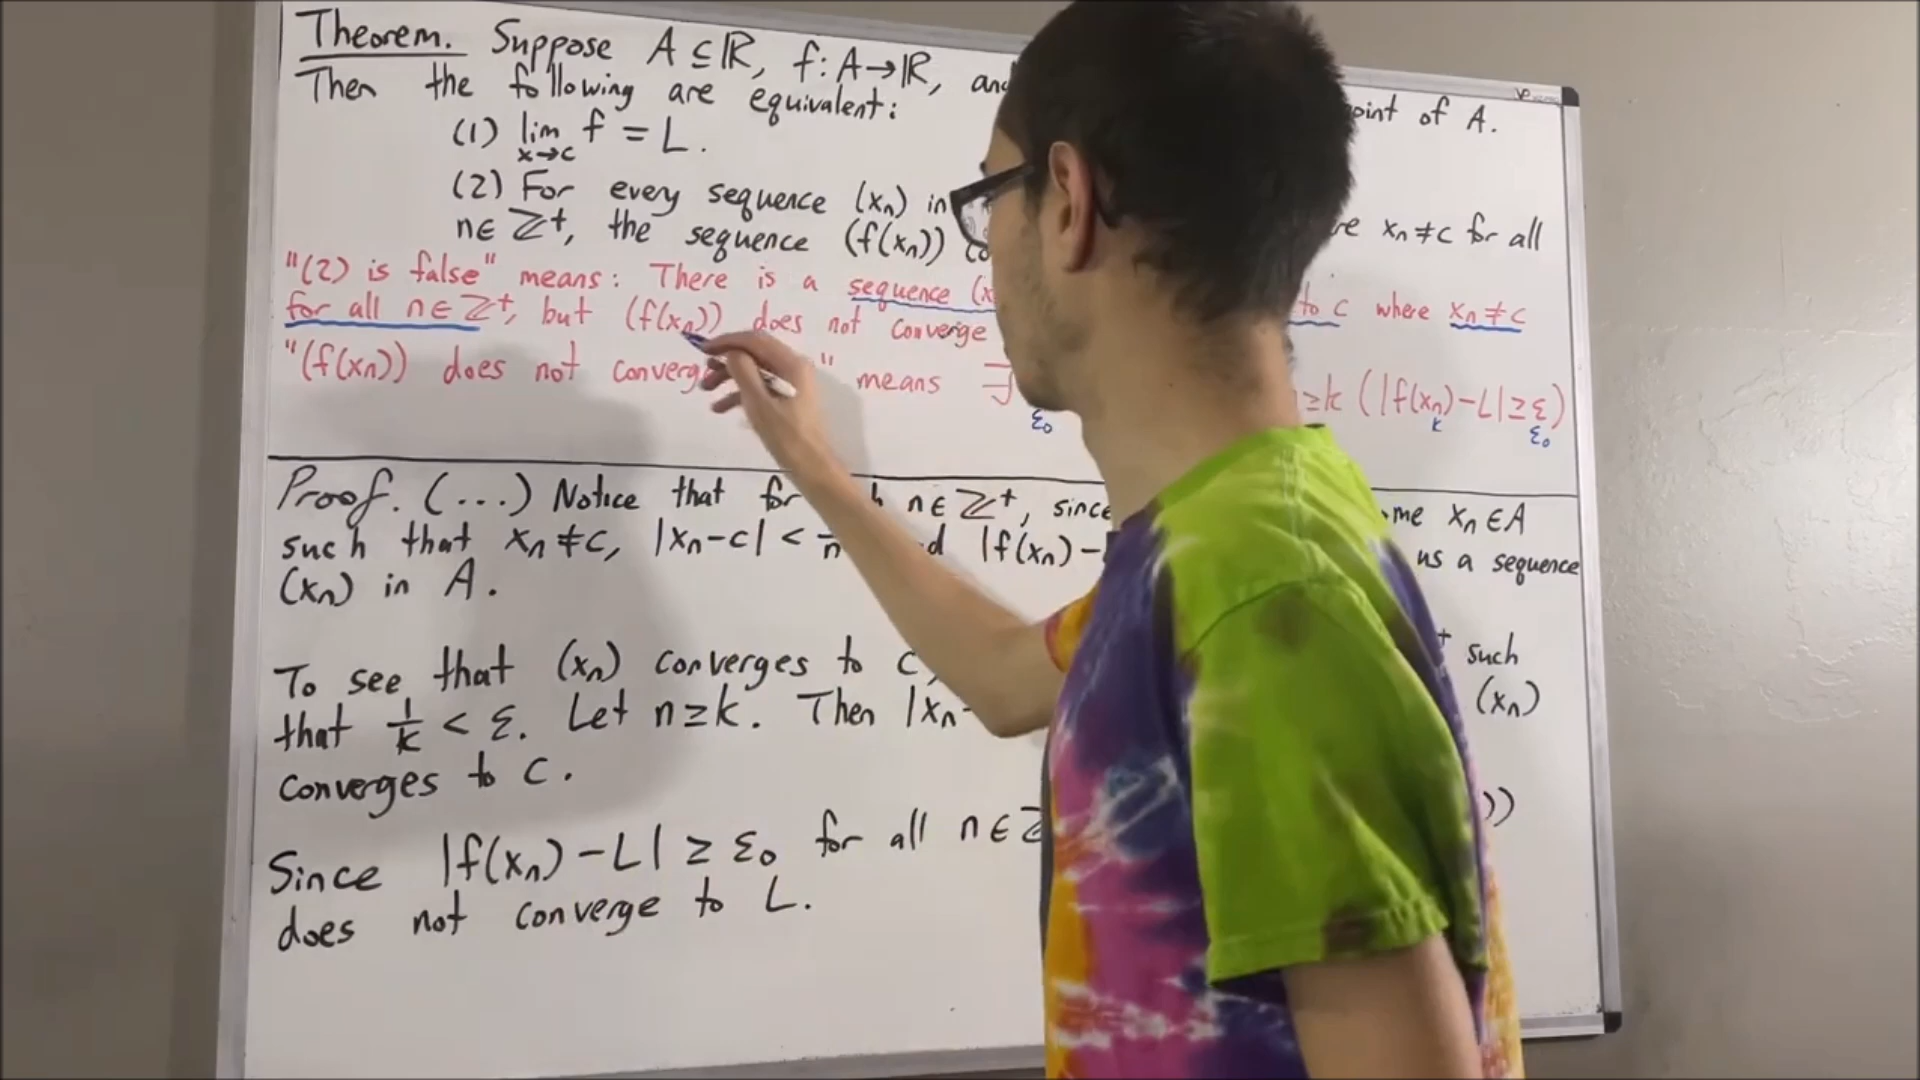 Theorem. Suppose A ⊆ ℝ, f: A→ℝ, and point of A.
Then the following are equivalent:
(1) lim x→c f = L.
(2) For every sequence (xₙ) in xₙ ≠ c for all
n ∈ ℤ⁺, the sequence (f(xₙ))
"(2) is false" means: There is a sequence to c where xₙ ≠ c
for all n ∈ ℤ⁺, but (f(xₙ)) does not converge
"(f(xₙ)) does not " means ∃ ≥k (|f(xₙ)-L| ≥ ε)
ε₀ k ε₀
Proof. (...) Notice that for n ∈ ℤ⁺, since xₙ ∈ A
such that xₙ ≠ c, |xₙ-c| < |f(xₙ)- us a sequence
(xₙ) in A.
To see that (xₙ) converges to c, such
that 1/k < ε. Let n ≥ k. Then |xₙ- (xₙ)
converges to c.
Since |f(xₙ)-L| ≥ ε₀ for all n ∈ ))
does not converge to L.